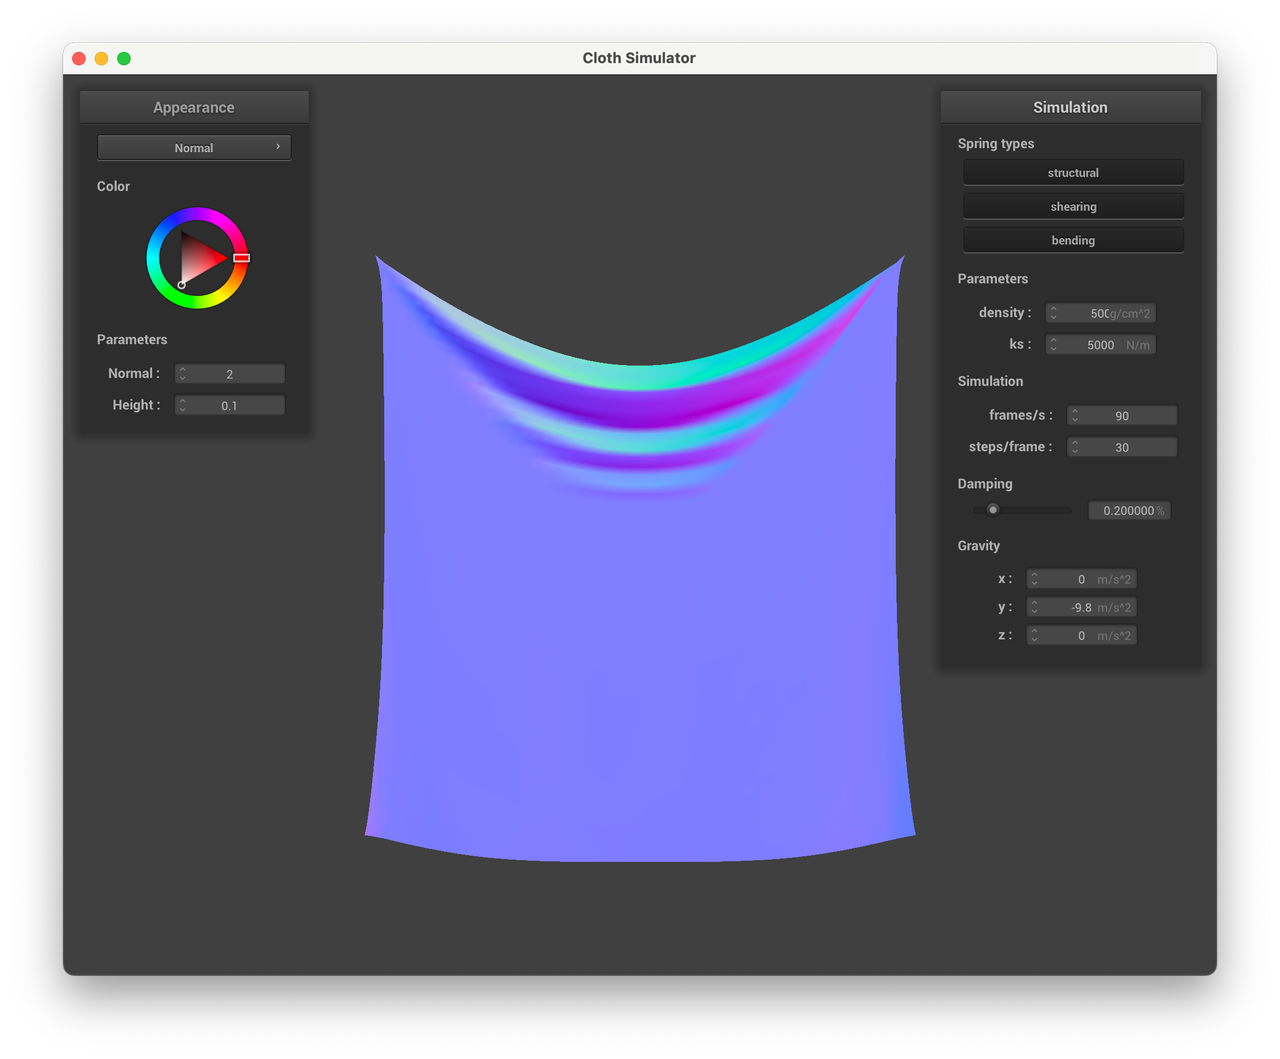 Cloth Simulator
Appearance
Normal
Color
Parameters
Normal : 2
Height : 0.1
Simulation
Spring types
structural
shearing
bending
Parameters
density : 500 g/cm^2
ks : 5000 N/m
Simulation
frames/s : 90
steps/frame : 30
Damping
0.200000 %
Gravity
x : 0 m/s^2
y : -9.8 m/s^2
z : 0 m/s^2